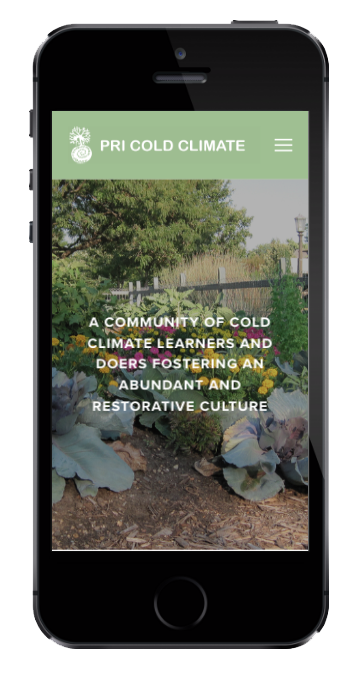 PRI COLD CLIMATE
A COMMUNITY OF COLD
CLIMATE LEARNERS AND
DOERS FOSTERING AN
ABUNDANT AND
RESTORATIVE CULTURE